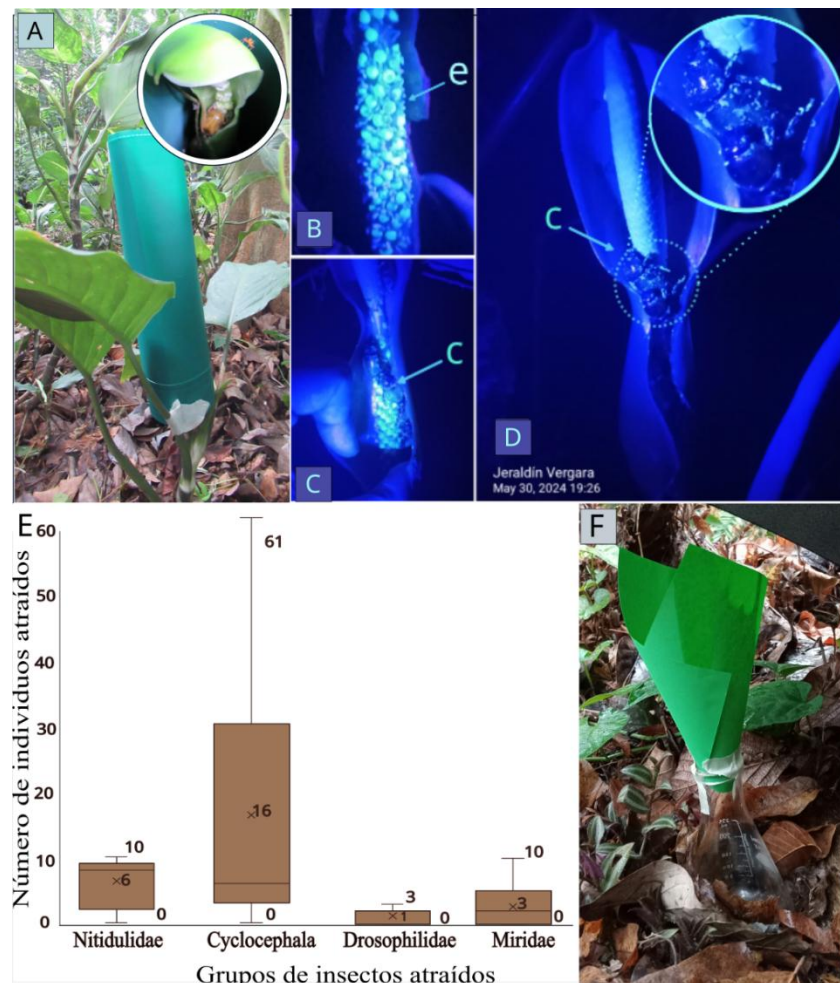 A
e
B
C
C
C
D
Jeraldín Vergara
May 30, 2024 19:26
E
Número de individuos atraídos
60
50
40
30
20
10
0
10
6
0
61
16
0
3
1
0
10
3
0
Nitidulidae
Cyclocephala
Drosophilidae
Miridae
Grupos de insectos atraídos
F